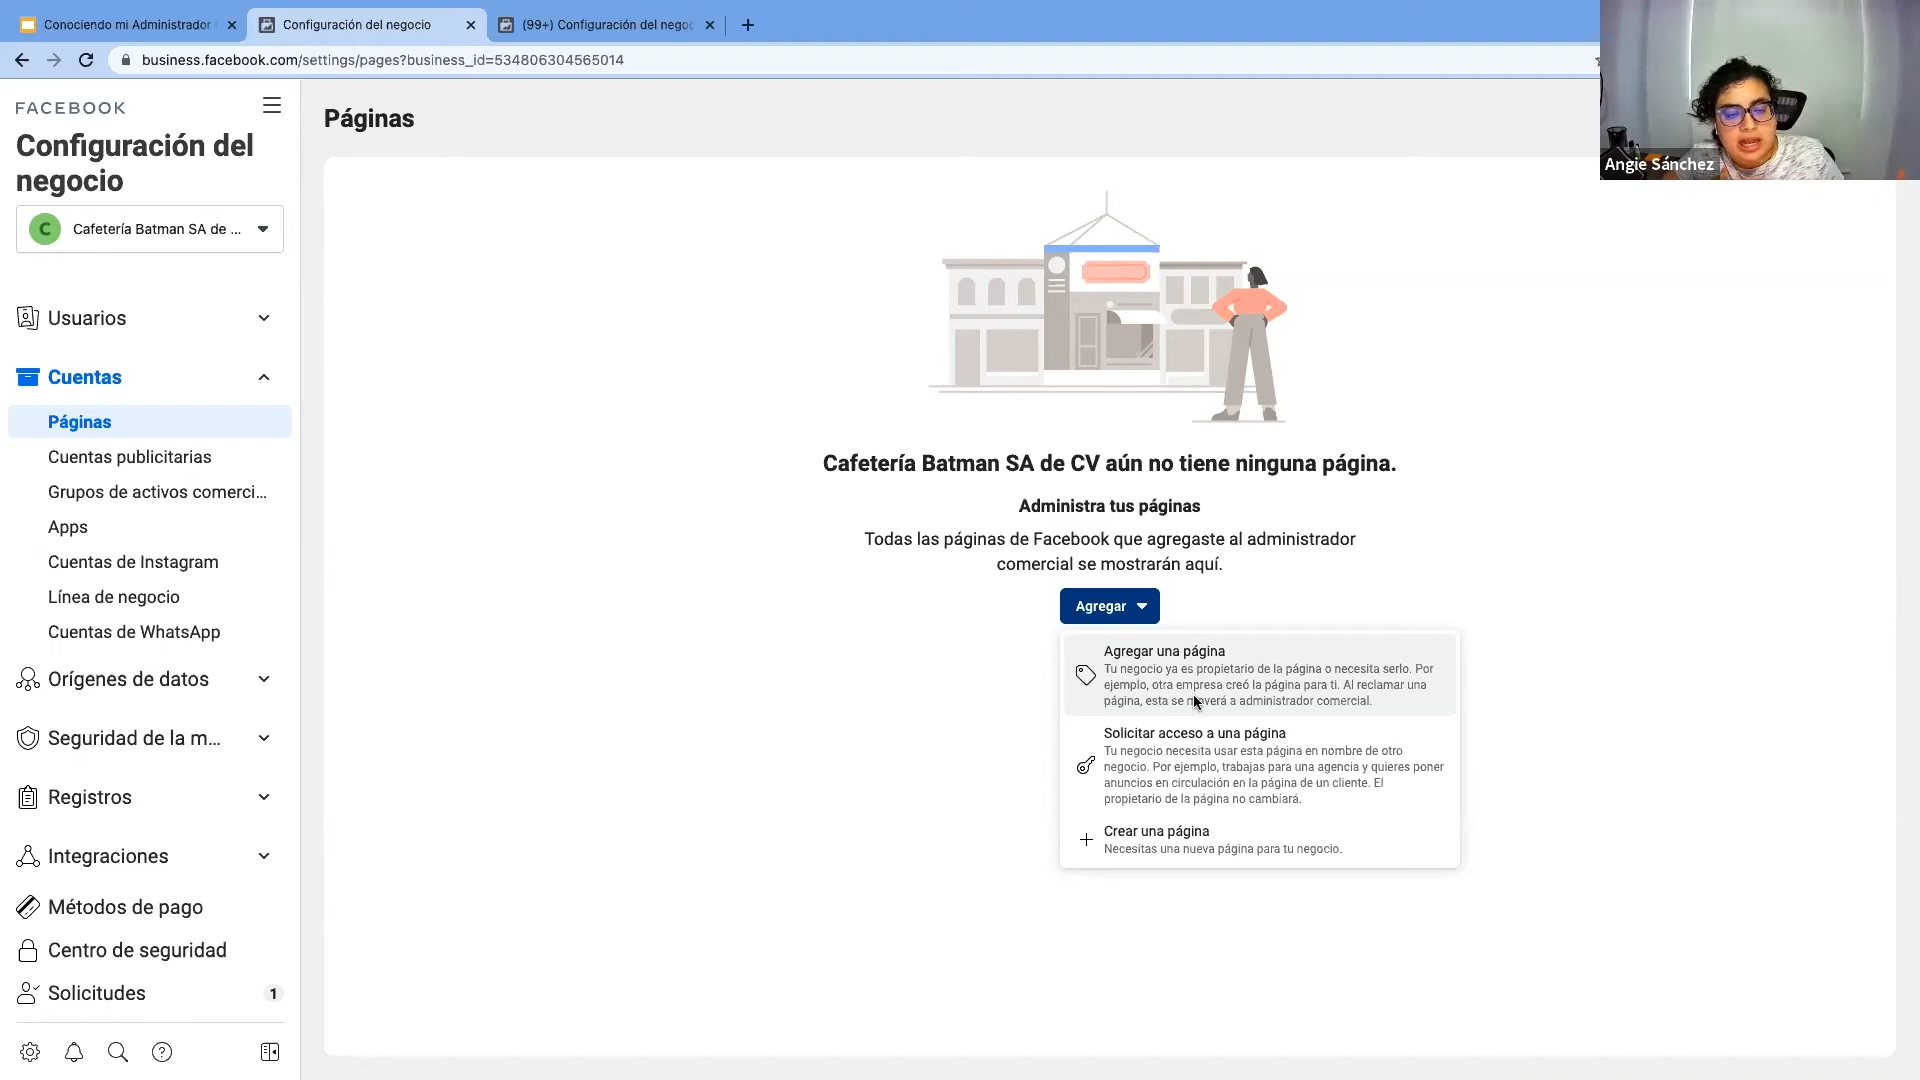 Conociendo mi Administrador
Configuración del negocio
(99+) Configuración del negoc
business.facebook.com/settings/pages?business_id=534806304565014
Angie Sánchez
FACEBOOK
Configuración del
negocio
C
Cafetería Batman SA de ...
Usuarios
Cuentas
Páginas
Cuentas publicitarias
Grupos de activos comerci...
Apps
Cuentas de Instagram
Línea de negocio
Cuentas de WhatsApp
Orígenes de datos
Seguridad de la m...
Registros
Integraciones
Métodos de pago
Centro de seguridad
Solicitudes
1
Páginas
Cafetería Batman SA de CV aún no tiene ninguna página.
Administra tus páginas
Todas las páginas de Facebook que agregaste al administrador
comercial se mostrarán aquí.
Agregar
Agregar una página
Tu negocio ya es propietario de la página o necesita serlo. Por
ejemplo, otra empresa creó la página para ti. Al reclamar una
página, esta se moverá a administrador comercial.
Solicitar acceso a una página
Tu negocio necesita usar esta página en nombre de otro
negocio. Por ejemplo, trabajas para una agencia y quieres poner
anuncios en circulación en la página de un cliente. El
propietario de la página no cambiará.
Crear una página
Necesitas una nueva página para tu negocio.